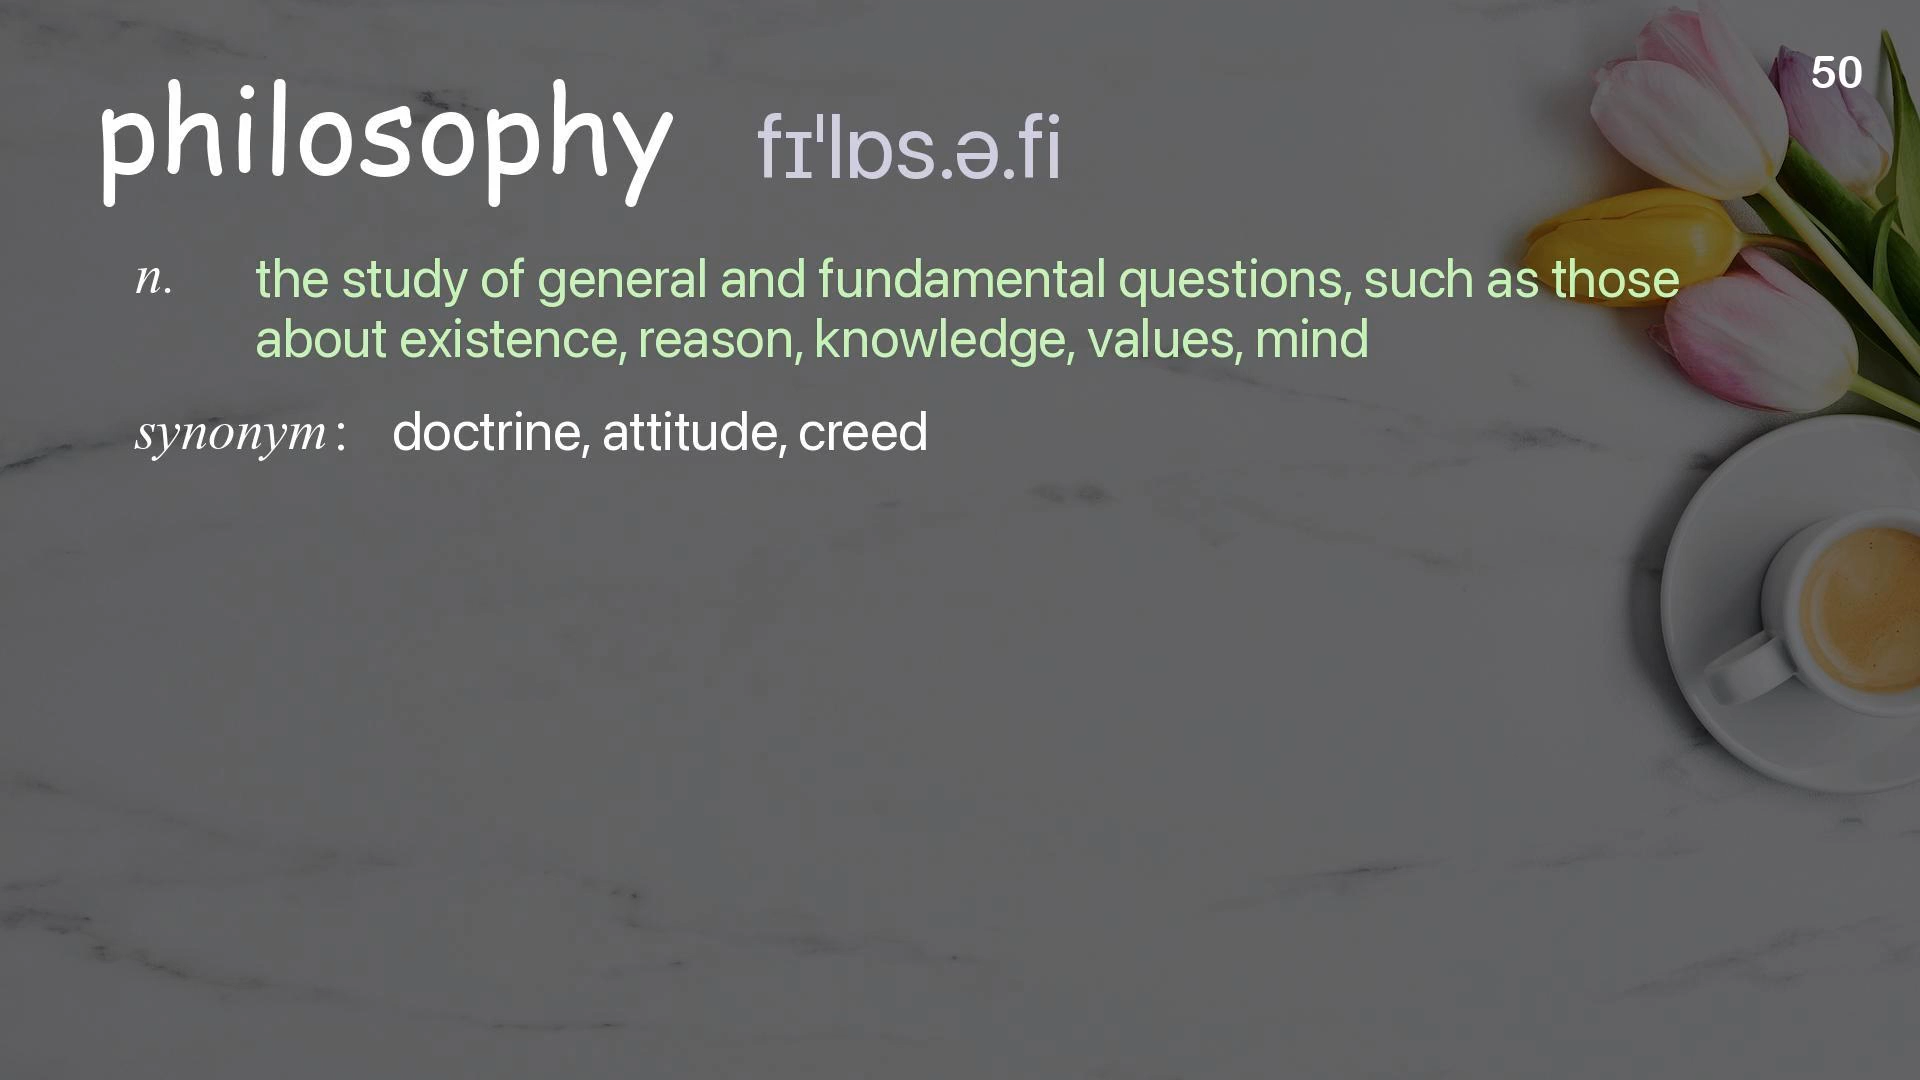 50
philosophy fɪˈlɒs.ə.fi
n. the study of general and fundamental questions, such as those
about existence, reason, knowledge, values, mind
synonym: doctrine, attitude, creed